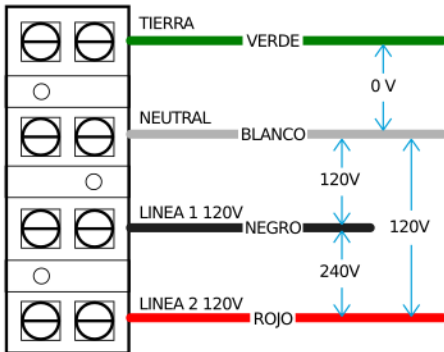 TIERRA
VERDE
0 V
NEUTRAL
BLANCO
120V
LINEA 1 120V
NEGRO
120V
240V
LINEA 2 120V
ROJO